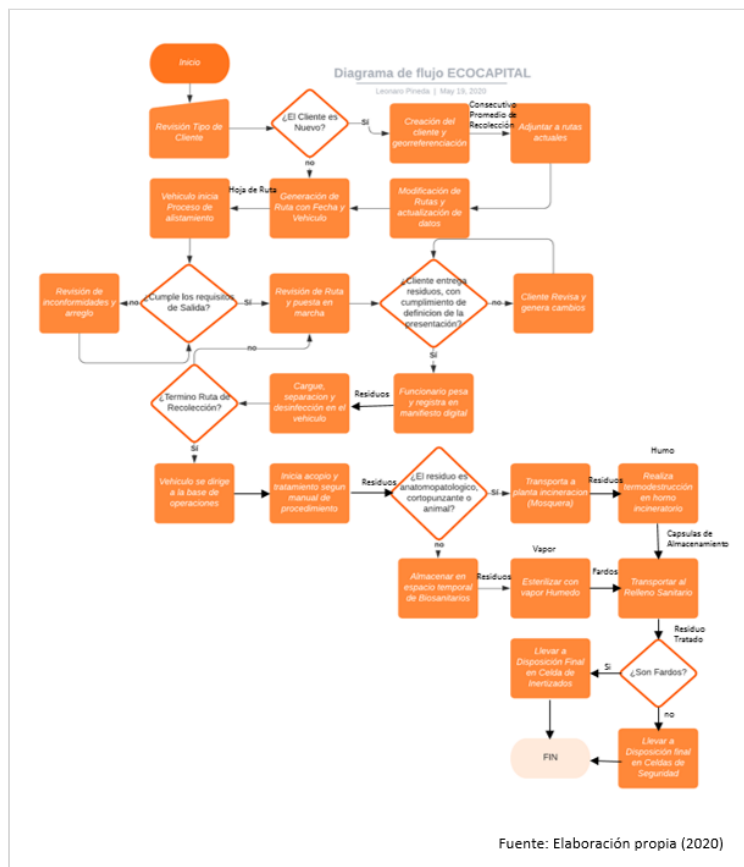 Inicio
Diagrama de flujo ECOCAPITAL
Leonaro Pineda | May 19, 2020
Revisión Tipo de
Cliente
¿El Cliente es
Nuevo?
Sí
no
Creación del
cliente y
georreferenciación
Consecutivo
Promedio de
Recolección
Adjuntar a rutas
actuales
Vehiculo inicia
Proceso de
alistamiento
Hoja de Ruta
Generación de
Ruta con Fecha y
Vehículo
Modificación de
Rutas y
actualización de
datos
Revisión de
inconformidades y
arreglo
no
¿Cumple los requisitos
de Salida?
Sí
Revisión de Ruta
y puesta en
marcha
¿Cliente entrega
residuos, con
cumplimiento de
definicion de la
presentación?
no
Cliente Revisa y
genera cambios
Sí
no
¿Termino Ruta de
Recolección?
Cargue,
separacion y
desinfección en el
vehiculo
Residuos
Funcionario pesa
y registra en
manifiesto digital
Sí
Vehículo se dirige
a la base de
operaciones
Inicia acopio y
tratamiento segun
manual de
procedimiento
Residuos
¿El residuo es
anatomopatologico,
cortopunzante o
animal?
Sí
Transporta a
planta incineracion
(Mosquera)
Residuos
Humo
Realiza
termodestrucción
en horno
incineratorio
no
Capsulas de
Almacenamiento
Almacenar en
espacio temporal
de Biosanitarios
Residuos
Vapor
Esterilizar con
vapor Humedo
Fardos
Transportar al
Relleno Sanitario
Residuo
Tratado
Llevar a
Disposición Final
en Celda de
Inertizados
Si
¿Son Fardos?
no
FIN
Llevar a
Disposición final
en Celdas de
Seguridad
Fuente: Elaboración propia (2020)